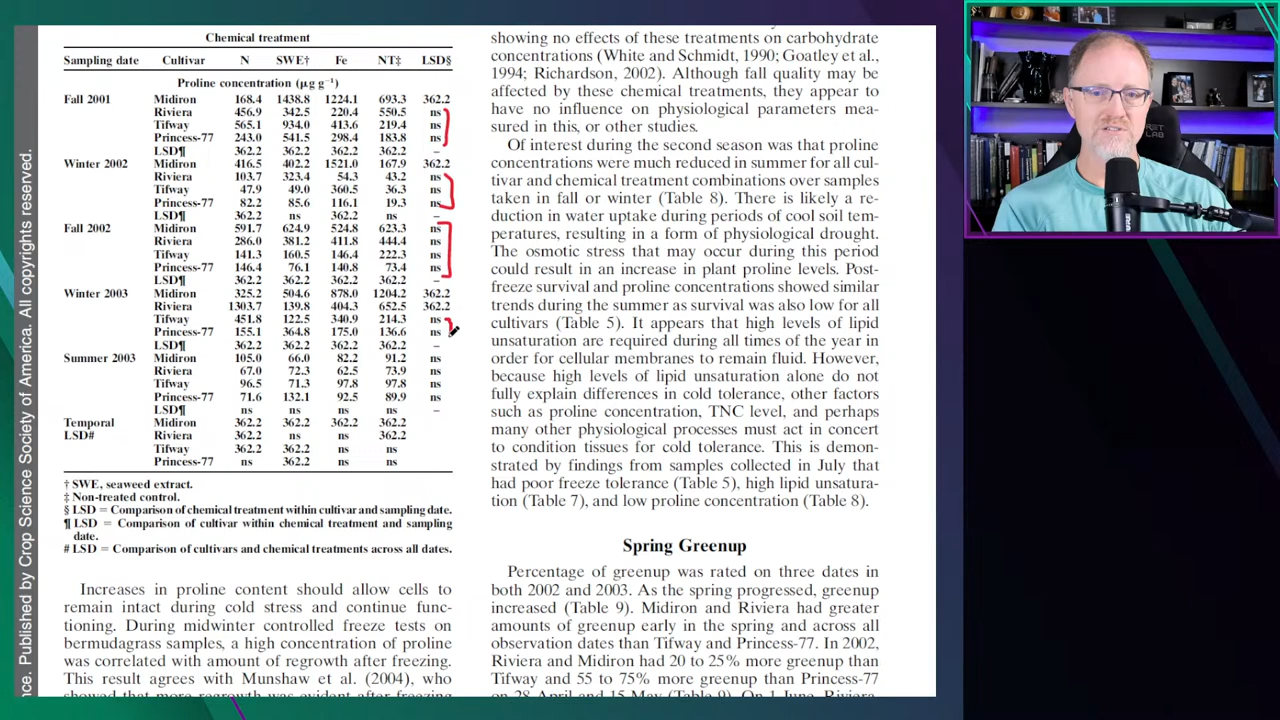 Chemical treatment
Sampling date Cultivar N SWE† Fe NT‡ LSD§
Proline concentration (μg g⁻¹)
Fall 2001 Midiron 168.4 1438.8 1224.1 693.3 362.2
Riviera 456.9 342.5 220.4 550.5 ns
Tifway 565.1 934.0 413.6 219.4 ns
Princess-77 243.0 541.5 298.4 183.8 ns
LSD¶ 362.2 362.2 362.2 362.2 –
Winter 2002 Midiron 416.5 402.2 1521.0 167.9 362.2
Riviera 103.7 323.4 54.3 43.2 ns
Tifway 47.9 49.0 360.5 36.3 ns
Princess-77 82.2 85.6 116.1 19.3 ns
LSD¶ 362.2 ns 362.2 ns –
Fall 2002 Midiron 591.7 624.9 524.8 623.3 ns
Riviera 286.0 381.2 411.8 444.4 ns
Tifway 141.3 160.5 146.4 222.3 ns
Princess-77 146.4 76.1 140.8 73.4 ns
LSD¶ 362.2 362.2 362.2 362.2 –
Winter 2003 Midiron 325.2 504.6 878.0 1204.2 362.2
Riviera 1303.7 139.8 404.3 652.5 362.2
Tifway 451.8 122.5 340.9 214.3 ns
Princess-77 155.1 364.8 175.0 136.6 ns
LSD¶ 362.2 362.2 362.2 362.2 –
Summer 2003 Midiron 105.0 66.0 82.2 91.2 ns
Riviera 67.0 72.3 62.5 73.9 ns
Tifway 96.5 71.3 97.8 97.8 ns
Princess-77 71.6 132.1 92.5 89.9 ns
LSD¶ ns ns ns ns –
Temporal Midiron 362.2 362.2 362.2 362.2
LSD# Riviera 362.2 ns ns 362.2
Tifway 362.2 362.2 ns ns
Princess-77 ns 362.2 ns ns
† SWE, seaweed extract.
‡ Non-treated control.
§ LSD = Comparison of chemical treatment within cultivar and sampling date.
¶ LSD = Comparison of cultivar within chemical treatment and sampling
date.
# LSD = Comparison of cultivars and chemical treatments across all dates.
Increases in proline content should allow cells to
remain intact during cold stress and continue func-
tioning. During midwinter controlled freeze tests on
bermudagrass samples, a high concentration of proline
was correlated with amount of regrowth after freezing.
This result agrees with Munshaw et al. (2004), who
showed that more regrowth was evident after freezing
showing no effects of these treatments on carbohydrate
concentrations (White and Schmidt, 1990; Goatley et al.,
1994; Richardson, 2002). Although fall quality may be
affected by these chemical treatments, they appear to
have no influence on physiological parameters mea-
sured in this, or other studies.
Of interest during the second season was that proline
concentrations were much reduced in summer for all cul-
tivar and chemical treatment combinations over samples
taken in fall or winter (Table 8). There is likely a re-
duction in water uptake during periods of cool soil tem-
peratures, resulting in a form of physiological drought.
The osmotic stress that may occur during this period
could result in an increase in plant proline levels. Post-
freeze survival and proline concentrations showed similar
trends during the summer as survival was also low for all
cultivars (Table 5). It appears that high levels of lipid
unsaturation are required during all times of the year in
order for cellular membranes to remain fluid. However,
because high levels of lipid unsaturation alone do not
fully explain differences in cold tolerance, other factors
such as proline concentration, TNC level, and perhaps
many other physiological processes must act in concert
to condition tissues for cold tolerance. This is demon-
strated by findings from samples collected in July that
had poor freeze tolerance (Table 5), high lipid unsatura-
tion (Table 7), and low proline concentration (Table 8).
Spring Greenup
Percentage of greenup was rated on three dates in
both 2002 and 2003. As the spring progressed, greenup
increased (Table 9). Midiron and Riviera had greater
amounts of greenup early in the spring and across all
observation dates than Tifway and Princess-77. In 2002,
Riviera and Midiron had 20 to 25% more greenup than
Tifway and 55 to 75% more greenup than Princess-77
on 28 April and 15 May (Table 9). On 1 June, Riviera,
nce. Published by Crop Science Society of America. All copyrights reserved.